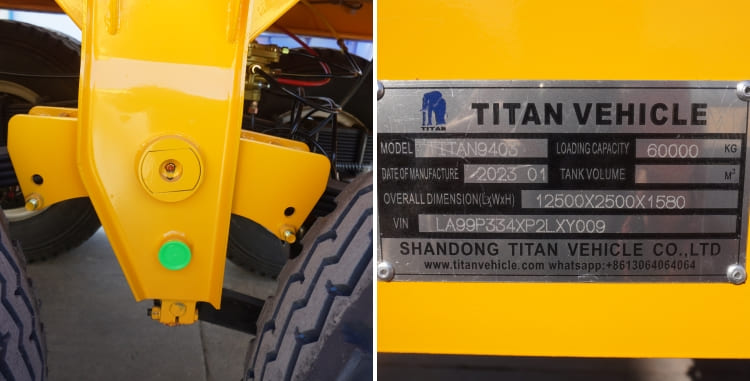 TITAN
TITAN VEHICLE
MODEL TITAN9403 LOADING CAPACITY 60000 KG
DATE OF MANUFACTURE 2023 01 TANK VOLUME M³
OVERALL DIMENSION(LxWxH) 12500X2500X1580
VIN LA99P334XP2LXY009
SHANDONG TITAN VEHICLE CO.,LTD
www.titanvehicle.com whatsapp:+8613064064064